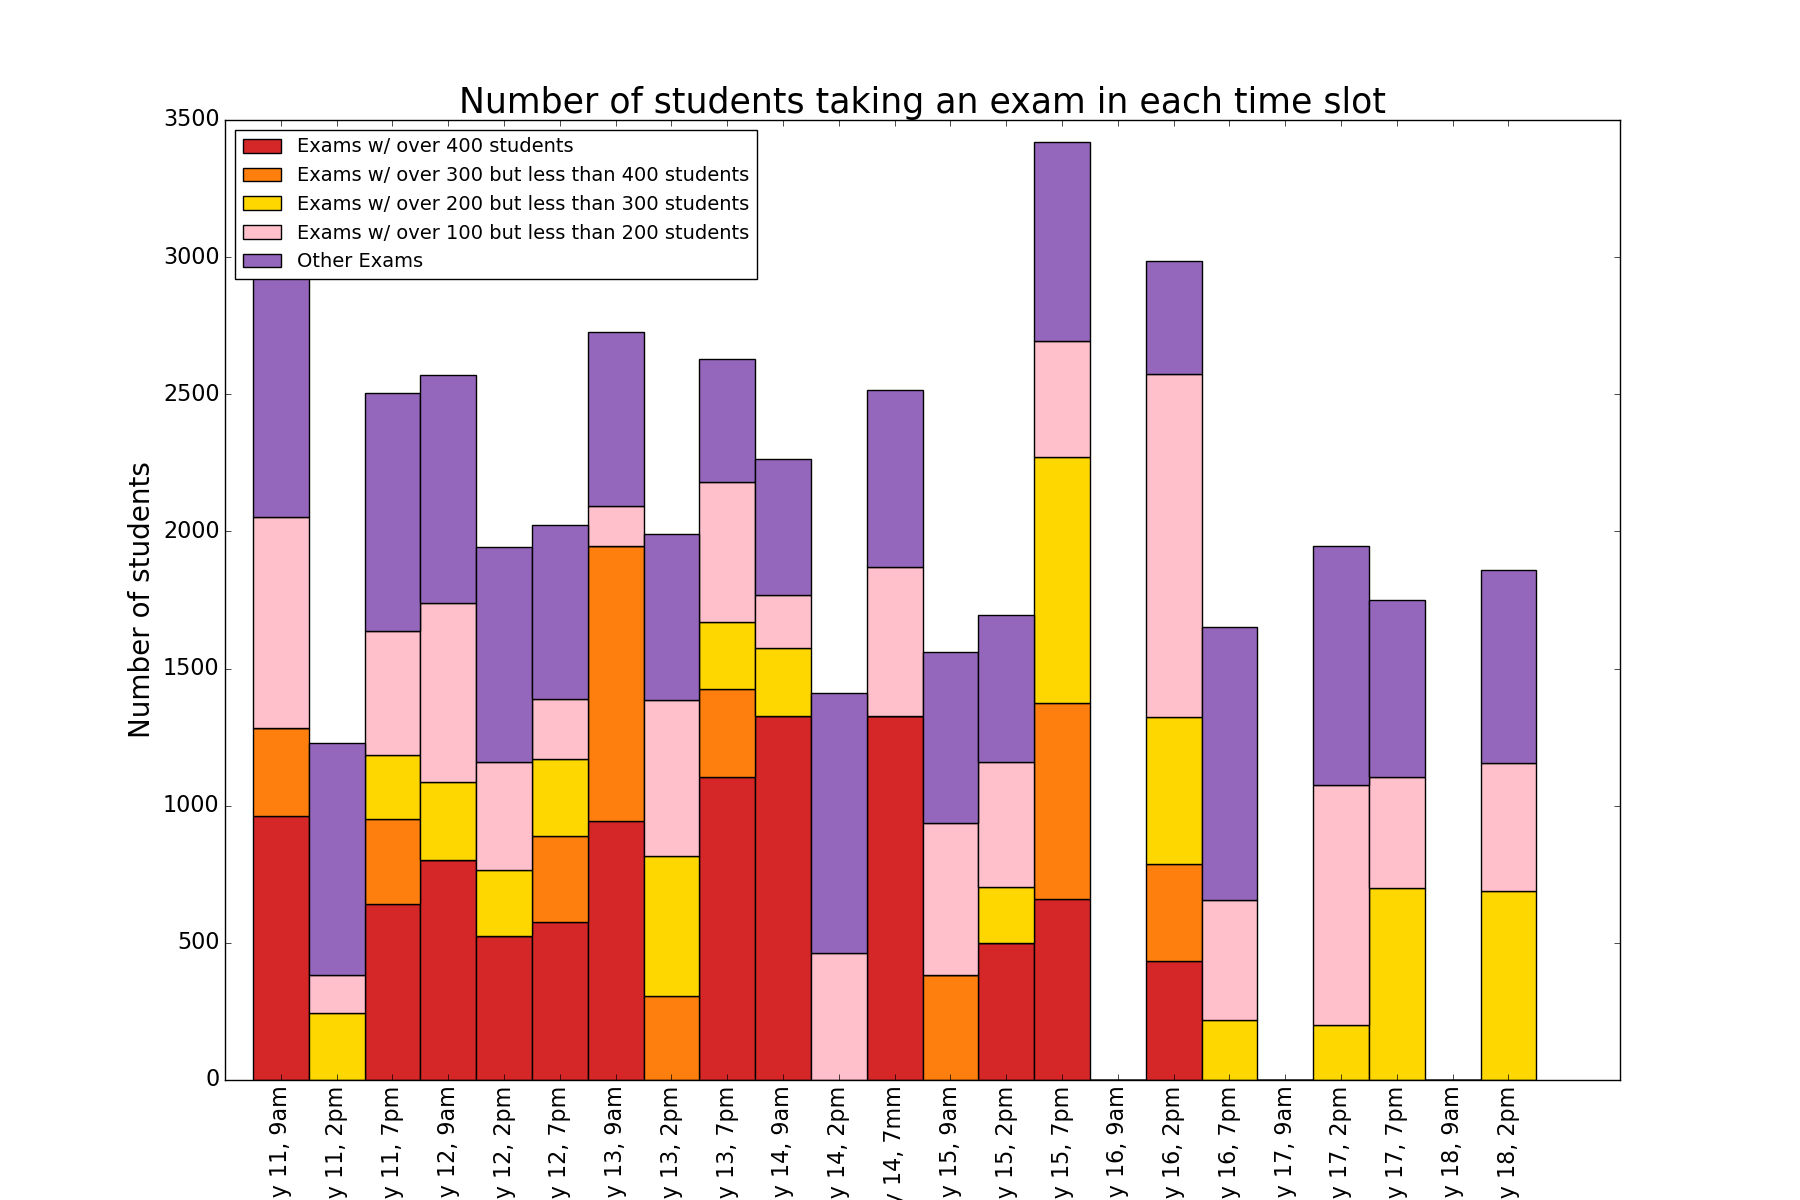 Number of students taking an exam in each time slot
Exams w/ over 400 students
Exams w/ over 300 but less than 400 students
Exams w/ over 200 but less than 300 students
Exams w/ over 100 but less than 200 students
Other Exams
3500
3000
2500
2000
1500
1000
500
0
Number of students
y 11, 9am
y 11, 2pm
y 11, 7pm
y 12, 9am
y 12, 2pm
y 12, 7pm
y 13, 9am
y 13, 2pm
y 13, 7pm
y 14, 9am
y 14, 2pm
y 14, 7mm
y 15, 9am
y 15, 2pm
y 15, 7pm
y 16, 9am
y 16, 2pm
y 16, 7pm
y 17, 9am
y 17, 2pm
y 17, 7pm
y 18, 9am
y 18, 2pm